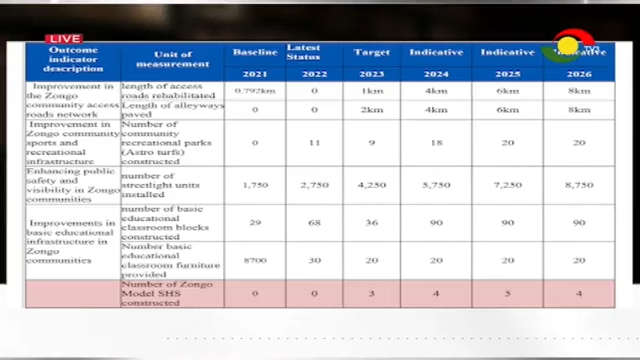 LIVE
TV3
Outcome indicator description | Unit of measurement | Baseline | Latest Status | Target | Indicative | Indicative | Indicative
2021 | 2022 | 2023 | 2024 | 2025 | 2026
Improvement in the Zongo community access roads network | length of access roads rehabilitated | 0.792km | 0 | 1km | 4km | 6km | 8km
Length of alleyways paved | 0 | 0 | 2km | 4km | 6km | 8km
Improvement in Zongo community sports and recreational infrastructure | Number of community recreational parks (Astro turfs) constructed | 0 | 11 | 9 | 18 | 20 | 20
Enhancing public safety and visibility in Zongo communities | number of streetlight units installed | 1,750 | 2,750 | 4,250 | 5,750 | 7,250 | 8,750
Improvements in basic educational infrastructure in Zongo communities | number of basic educational classroom blocks constructed | 29 | 68 | 36 | 90 | 90 | 90
Number basic educational classroom furniture provided | 8700 | 30 | 20 | 20 | 20 | 20
Number of Zongo Model SHS constructed | 0 | 0 | 3 | 4 | 3 | 4